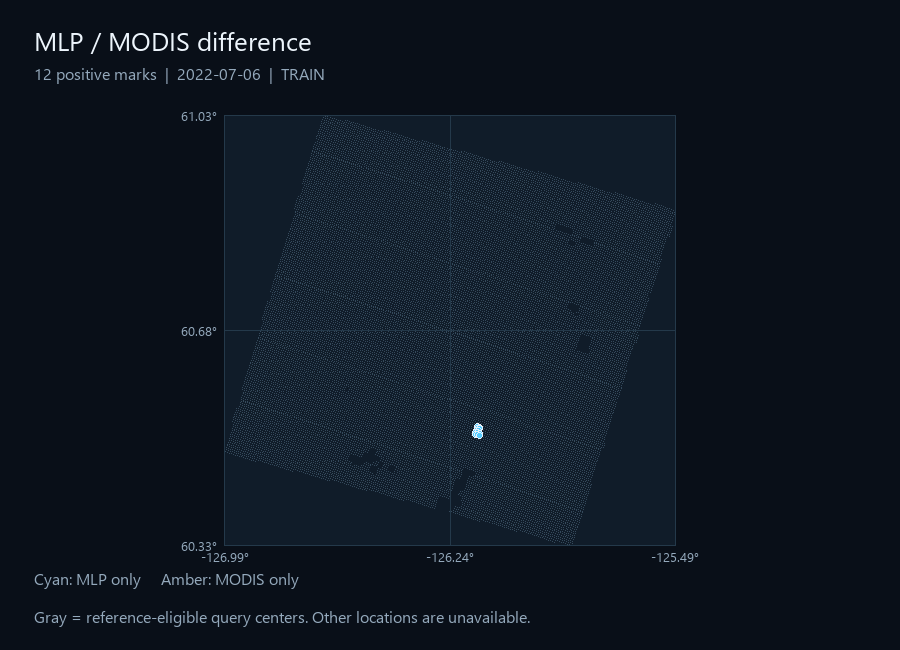 MLP / MODIS difference
12 positive marks | 2022-07-06 | TRAIN
61.03°
60.68°
60.33°
-126.99° -126.24° -125.49°
Cyan: MLP only Amber: MODIS only
Gray = reference-eligible query centers. Other locations are unavailable.